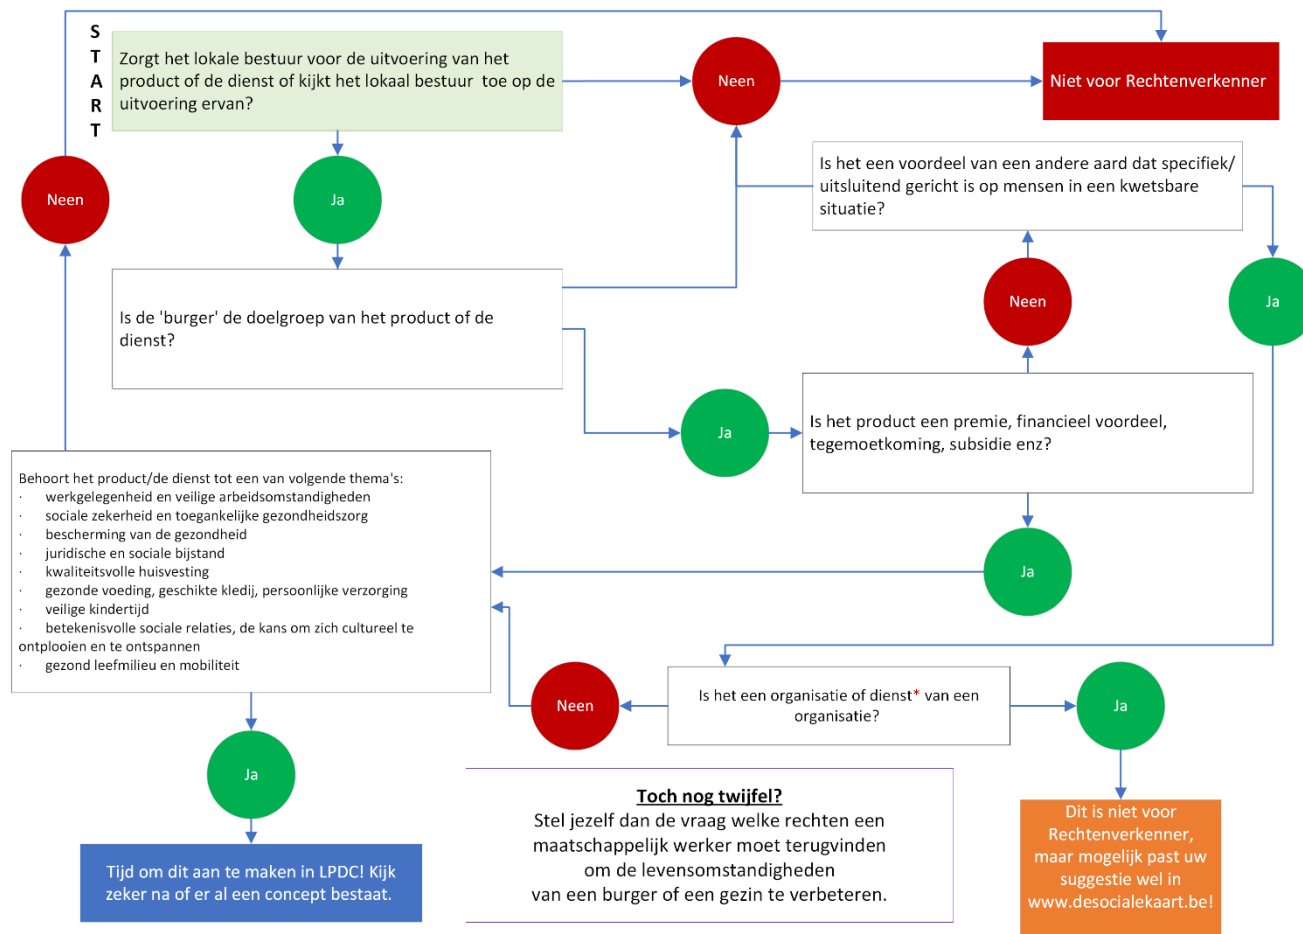 START
Zorgt het lokale bestuur voor de uitvoering van het
product of de dienst of kijkt het lokaal bestuur toe op de
uitvoering ervan?
Neen
Niet voor Rechtenverkenner
Neen
Ja
Is het een voordeel van een andere aard dat specifiek/
uitsluitend gericht is op mensen in een kwetsbare
situatie?
Is de 'burger' de doelgroep van het product of de
dienst?
Neen
Ja
Ja
Is het product een premie, financieel voordeel,
tegemoetkoming, subsidie enz?
Behoort het product/de dienst tot een van volgende thema's:
· werkgelegenheid en veilige arbeidsomstandigheden
· sociale zekerheid en toegankelijke gezondheidszorg
· bescherming van de gezondheid
· juridische en sociale bijstand
· kwaliteitsvolle huisvesting
· gezonde voeding, geschikte kledij, persoonlijke verzorging
· veilige kindertijd
· betekenisvolle sociale relaties, de kans om zich cultureel te
ontplooien en te ontspannen
· gezond leefmilieu en mobiliteit
Ja
Neen
Is het een organisatie of dienst* van een
organisatie?
Ja
Ja
Toch nog twijfel?
Stel jezelf dan de vraag welke rechten een
maatschappelijk werker moet terugvinden
om de levensomstandigheden
van een burger of een gezin te verbeteren.
Tijd om dit aan te maken in LPDC! Kijk
zeker na of er al een concept bestaat.
Dit is niet voor
Rechtenverkenner,
maar mogelijk past uw
suggestie wel in
www.desocialekaart.be!